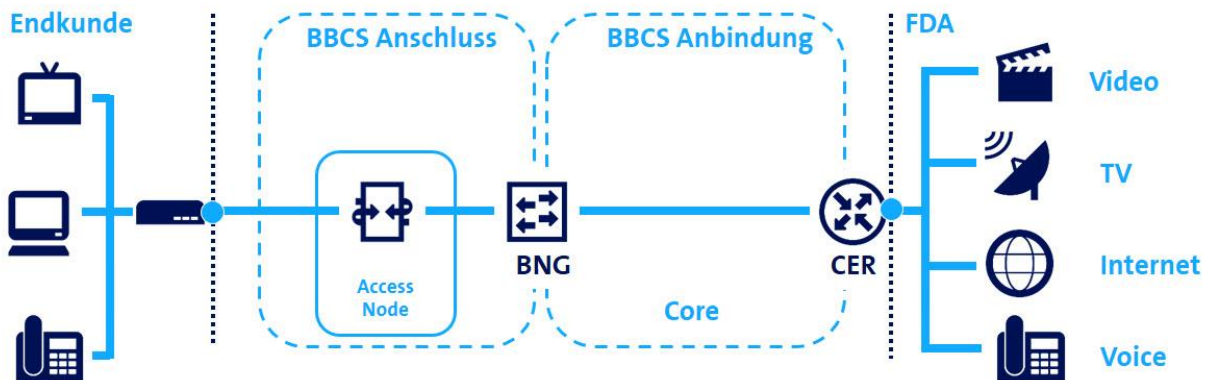 Endkunde
BBCS Anschluss
BBCS Anbindung
FDA
Video
TV
BNG
CER
Internet
Access
Node
Core
Voice